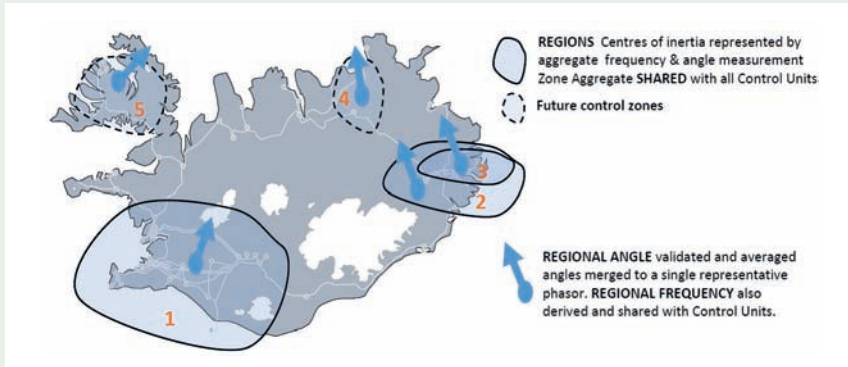 REGIONS Centres of inertia represented by
aggregate frequency & angle measurement
Zone Aggregate SHARED with all Control Units
Future control zones
5
4
3
2
1
REGIONAL ANGLE validated and averaged
angles merged to a single representative
phasor. REGIONAL FREQUENCY also
derived and shared with Control Units.